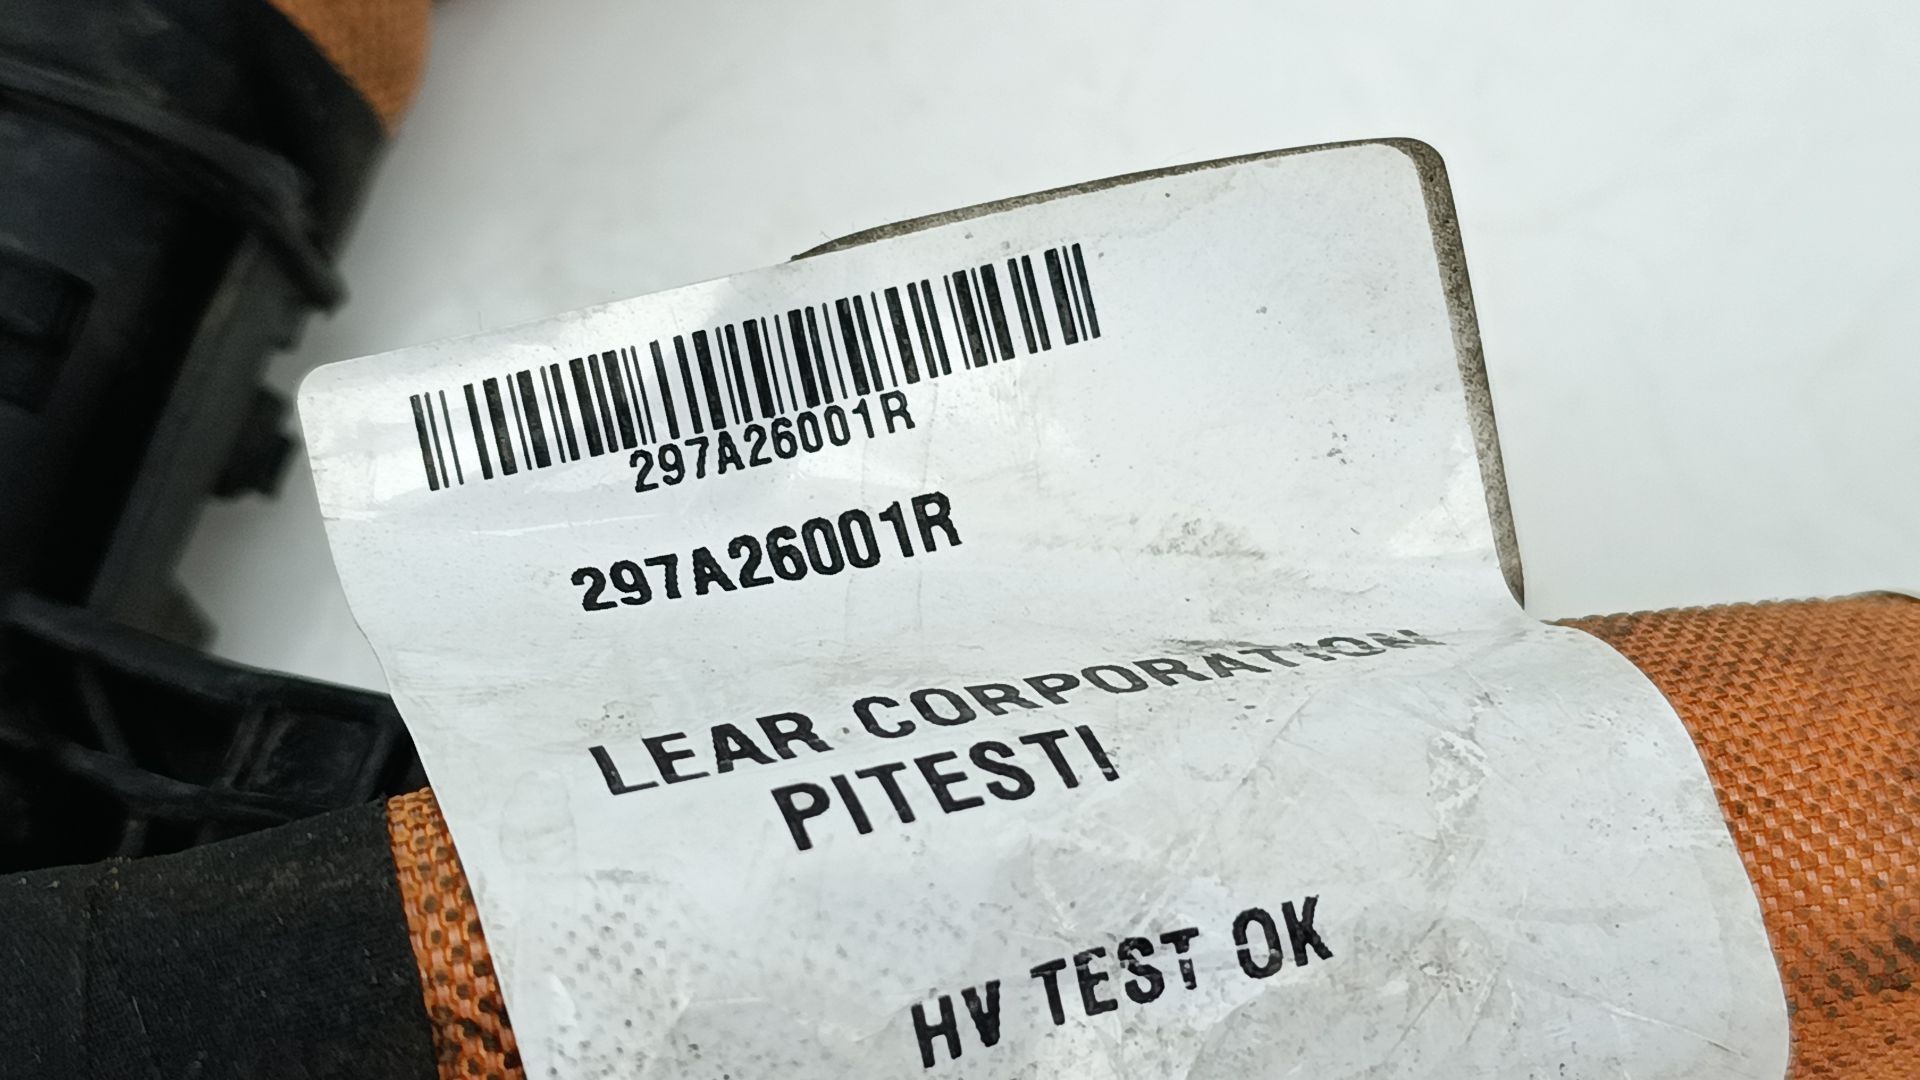 297A26001R
297A26001R
LEAR CORPORATION
PITESTI
HV TEST OK